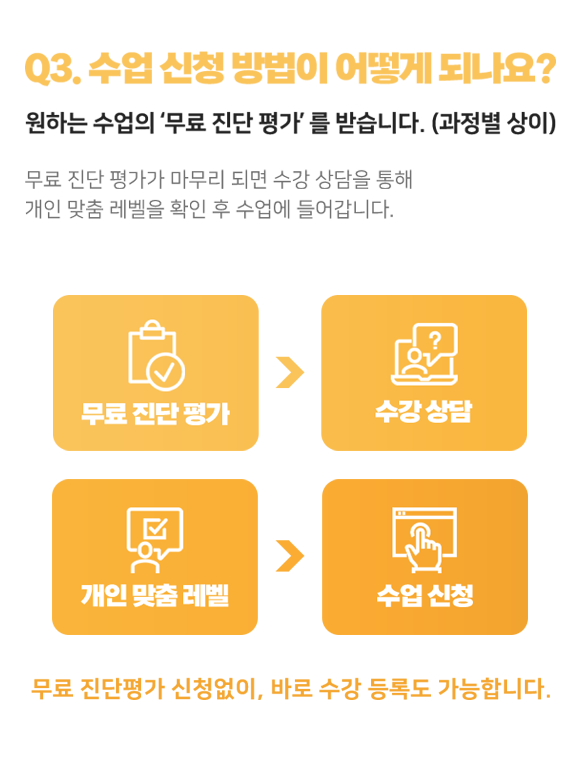 Q3. 수업 신청 방법이 어떻게 되나요?
원하는 수업의 ‘무료 진단 평가’ 를 받습니다. (과정별 상이)
무료 진단 평가가 마무리 되면 수강 상담을 통해
개인 맞춤 레벨을 확인 후 수업에 들어갑니다.
무료 진단 평가
수강 상담
개인 맞춤 레벨
수업 신청
무료 진단평가 신청없이, 바로 수강 등록도 가능합니다.